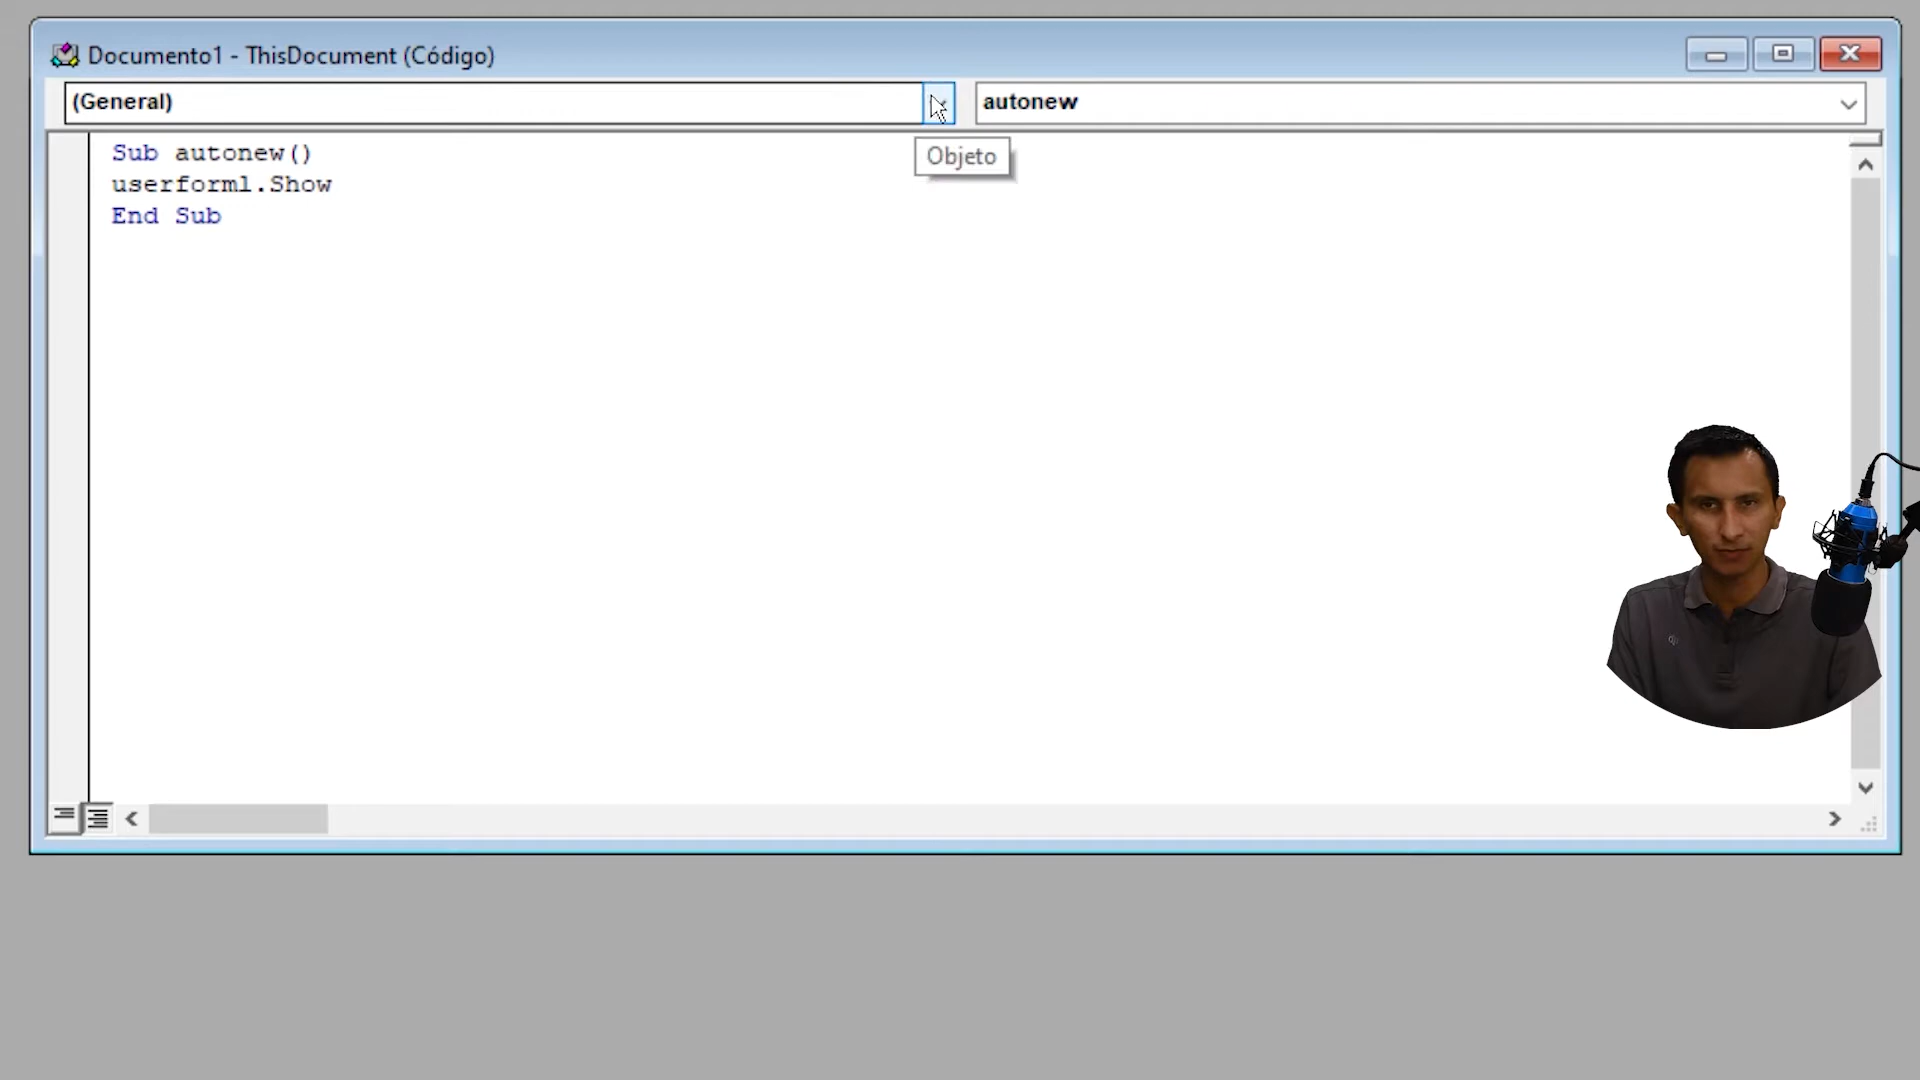 Documento1 - ThisDocument (Código)
(General)
autonew
Objeto
Sub autonew()
userform1.Show
End Sub